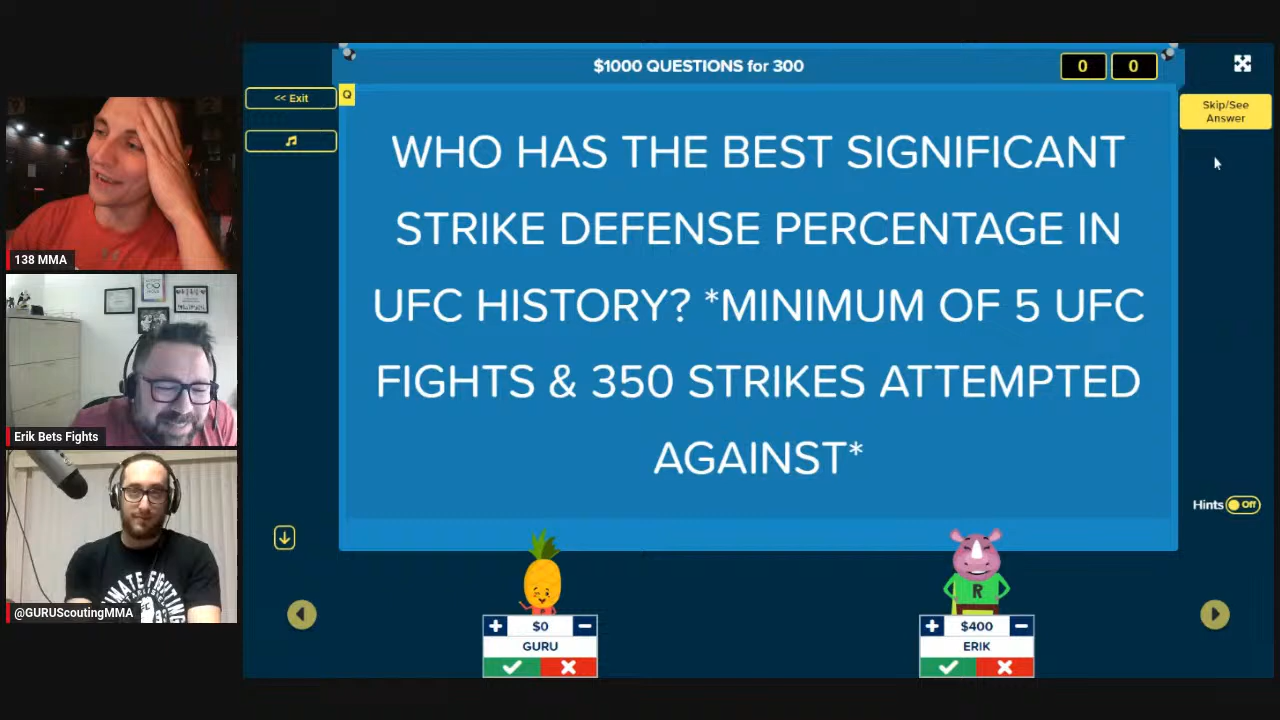 $1000 QUESTIONS for 300
0 0
<< Exit
Q
Skip/See
Answer
WHO HAS THE BEST SIGNIFICANT
STRIKE DEFENSE PERCENTAGE IN
UFC HISTORY? *MINIMUM OF 5 UFC
FIGHTS & 350 STRIKES ATTEMPTED
AGAINST*
138 MMA
Erik Bets Fights
@GURUScoutingMMA
Hints Off
R
+ $0 −
GURU
+ $400 −
ERIK